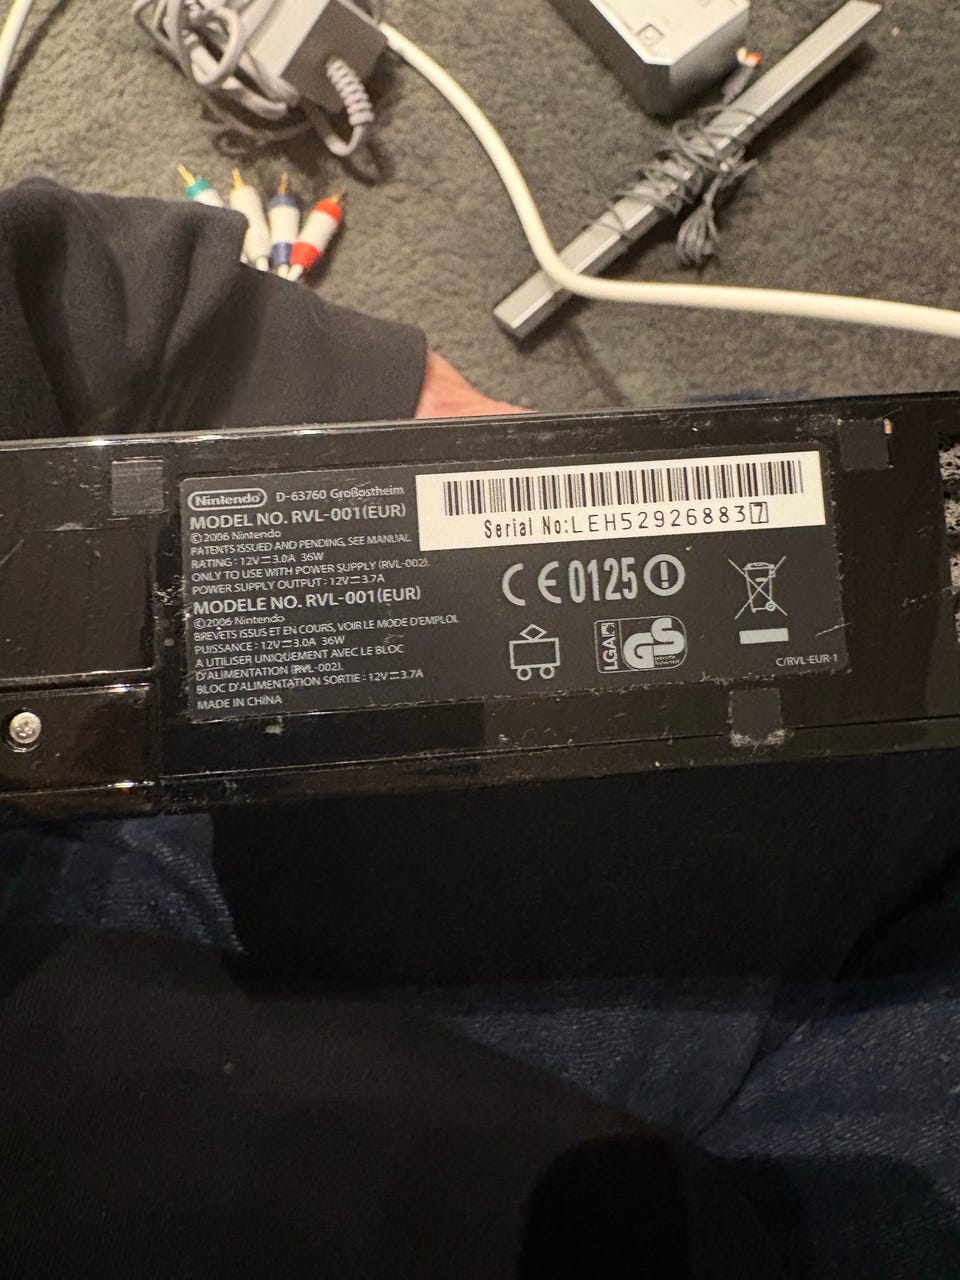 Nintendo D-63760 Großostheim
MODEL NO. RVL-001(EUR)
©2006 Nintendo
PATENTS ISSUED AND PENDING, SEE MANUAL.
RATING : 12V⎓3.0A 36W
ONLY TO USE WITH POWER SUPPLY (RVL-002).
POWER SUPPLY OUTPUT : 12V⎓3.7A
MODELE NO. RVL-001(EUR)
©2006 Nintendo
BREVETS ISSUS ET EN COURS, VOIR LE MODE D'EMPLOI
PUISSANCE : 12V⎓3.0A 36W
A UTILISER UNIQUEMENT AVEC LE BLOC
D'ALIMENTATION (RVL-002).
BLOC D'ALIMENTATION SORTIE : 12V⎓3.7A
MADE IN CHINA
Serial No:LEH529268837
CE0125
LGAI
GS
C/RVL-EUR-1